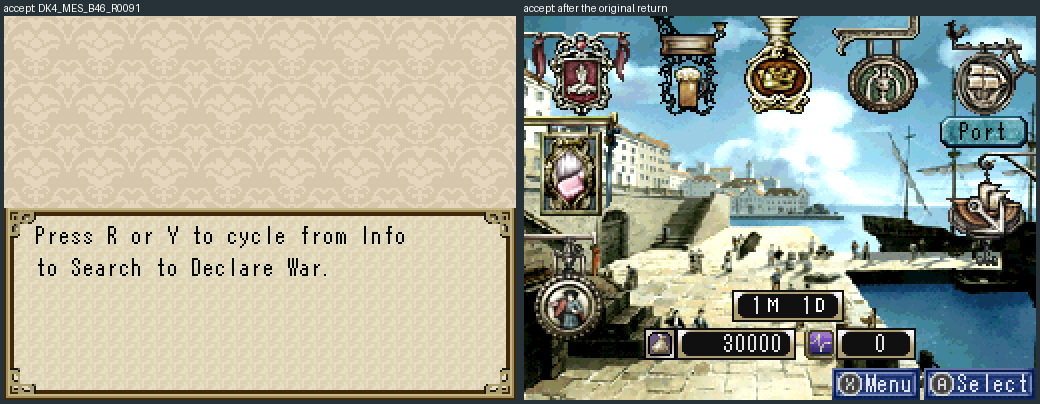 accept DK4_MES_B46_R0091
accept after the original return
Press R or Y to cycle from Info
to Search to Declare War.
Port
1M 1D
30000
0
X Menu
A Select